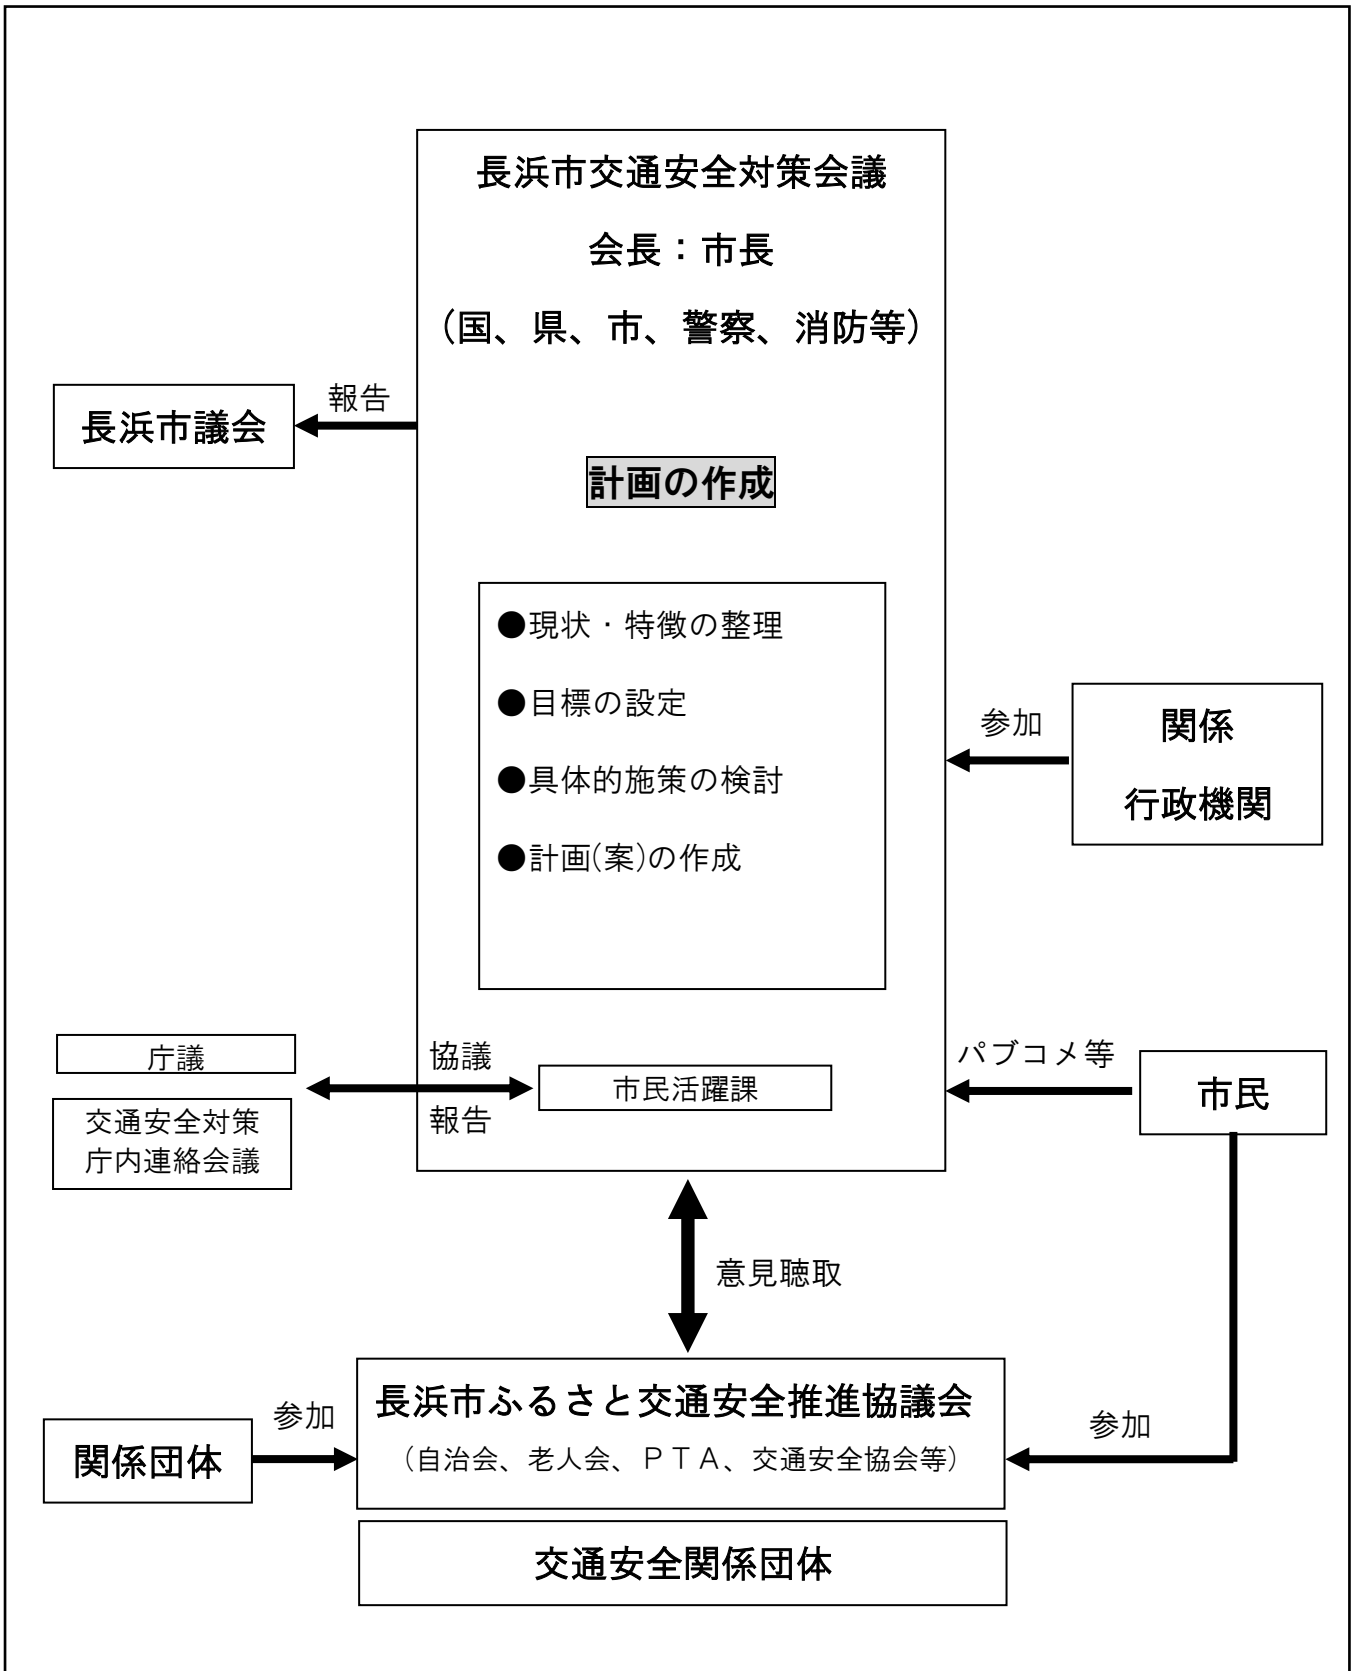 長浜市交通安全対策会議
会長：市長
（国、県、市、警察、消防等）
報告
長浜市議会
計画の作成
●現状・特徴の整理
●目標の設定
●具体的施策の検討
●計画(案)の作成
参加
関係
行政機関
庁議
交通安全対策
庁内連絡会議
協議
報告
市民活躍課
パブコメ等
市民
意見聴取
長浜市ふるさと交通安全推進協議会
（自治会、老人会、ＰＴＡ、交通安全協会等）
参加
関係団体
参加
交通安全関係団体